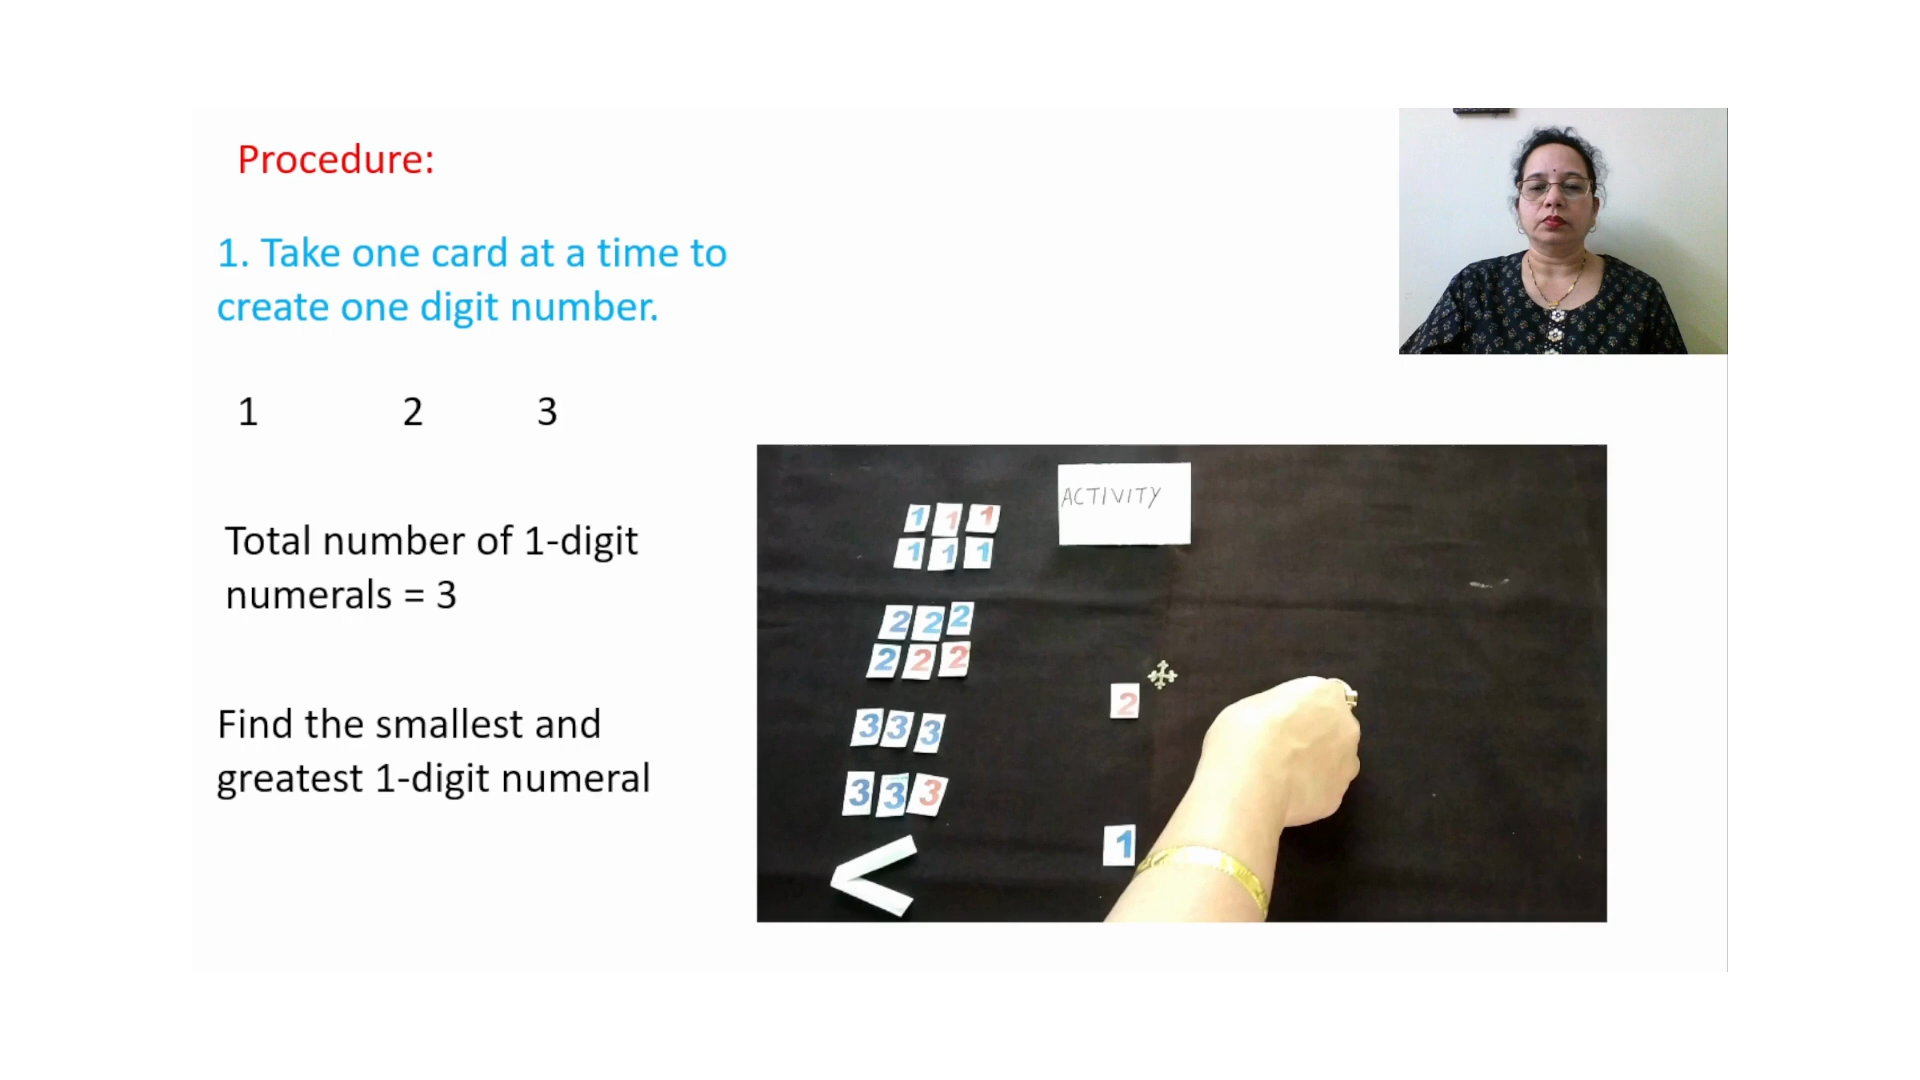 Procedure:
1. Take one card at a time to
create one digit number.
1 2 3
Total number of 1-digit
numerals = 3
Find the smallest and
greatest 1-digit numeral
ACTIVITY
1 1 1
1 1 1
2 2 2
2 2 2
3 3 3
3 3 3
<
2
1